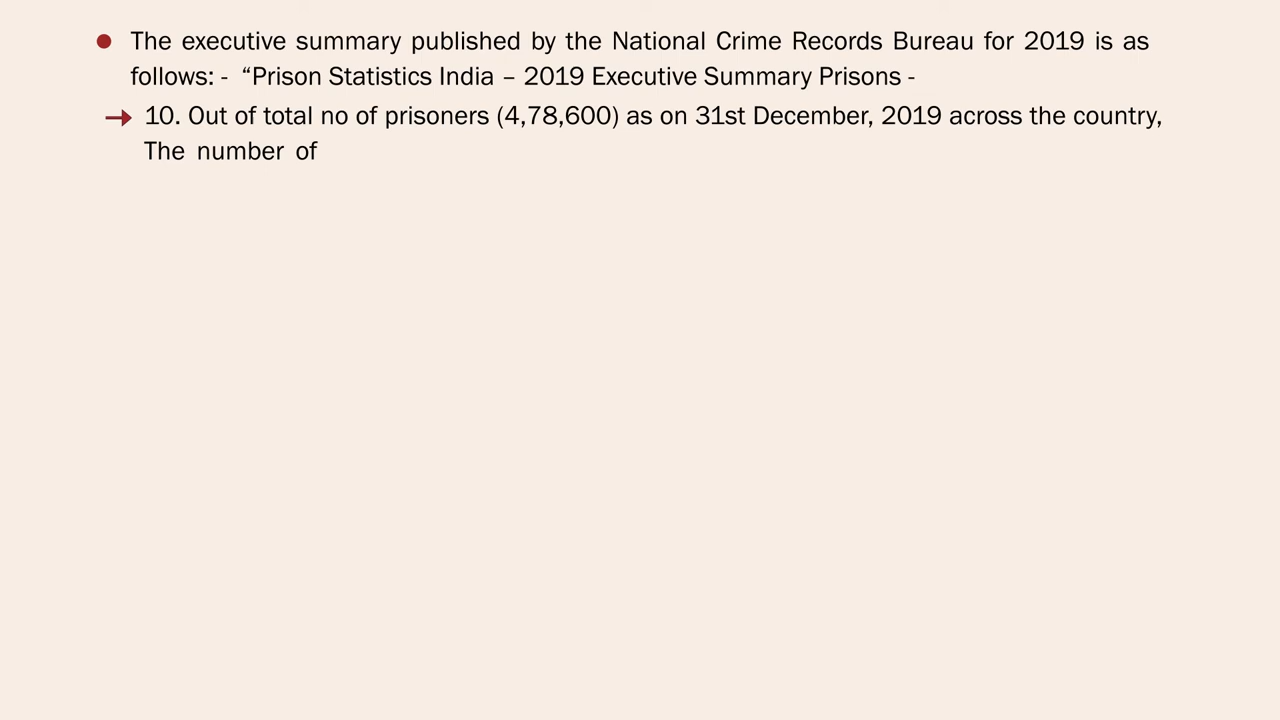 The executive summary published by the National Crime Records Bureau for 2019 is as
follows: - “Prison Statistics India – 2019 Executive Summary Prisons -
10. Out of total no of prisoners (4,78,600) as on 31st December, 2019 across the country,
The number of